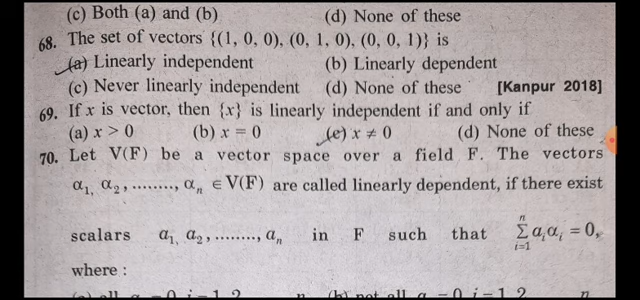 (c) Both (a) and (b) (d) None of these
68. The set of vectors {(1, 0, 0), (0, 1, 0), (0, 0, 1)} is
(a) Linearly independent (b) Linearly dependent
(c) Never linearly independent (d) None of these [Kanpur 2018]
69. If x is vector, then {x} is linearly independent if and only if
(a) x > 0 (b) x = 0 (c) x ≠ 0 (d) None of these
70. Let V(F) be a vector space over a field F. The vectors
α₁, α₂, ........, αₙ ∈ V(F) are called linearly dependent, if there exist
scalars a₁, a₂, ........, aₙ in F such that Σⁿᵢ₌₁ aᵢαᵢ = 0,
where :